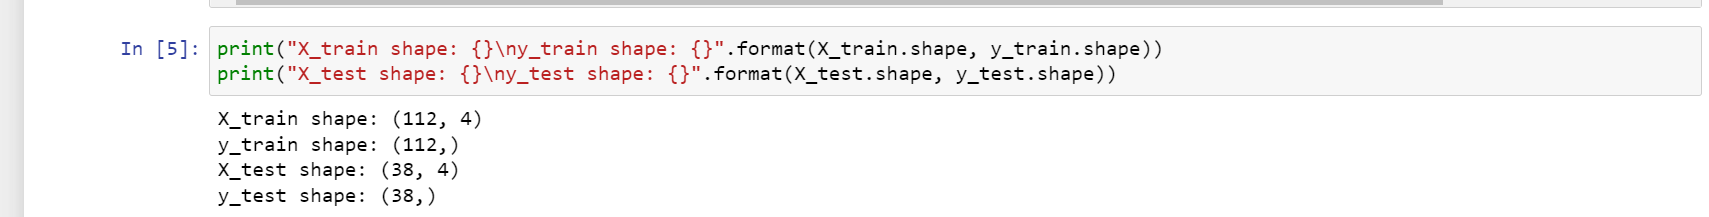 In [5]: print("X_train shape: {}\ny_train shape: {}".format(X_train.shape, y_train.shape))
print("X_test shape: {}\ny_test shape: {}".format(X_test.shape, y_test.shape))
X_train shape: (112, 4)
y_train shape: (112,)
X_test shape: (38, 4)
y_test shape: (38,)